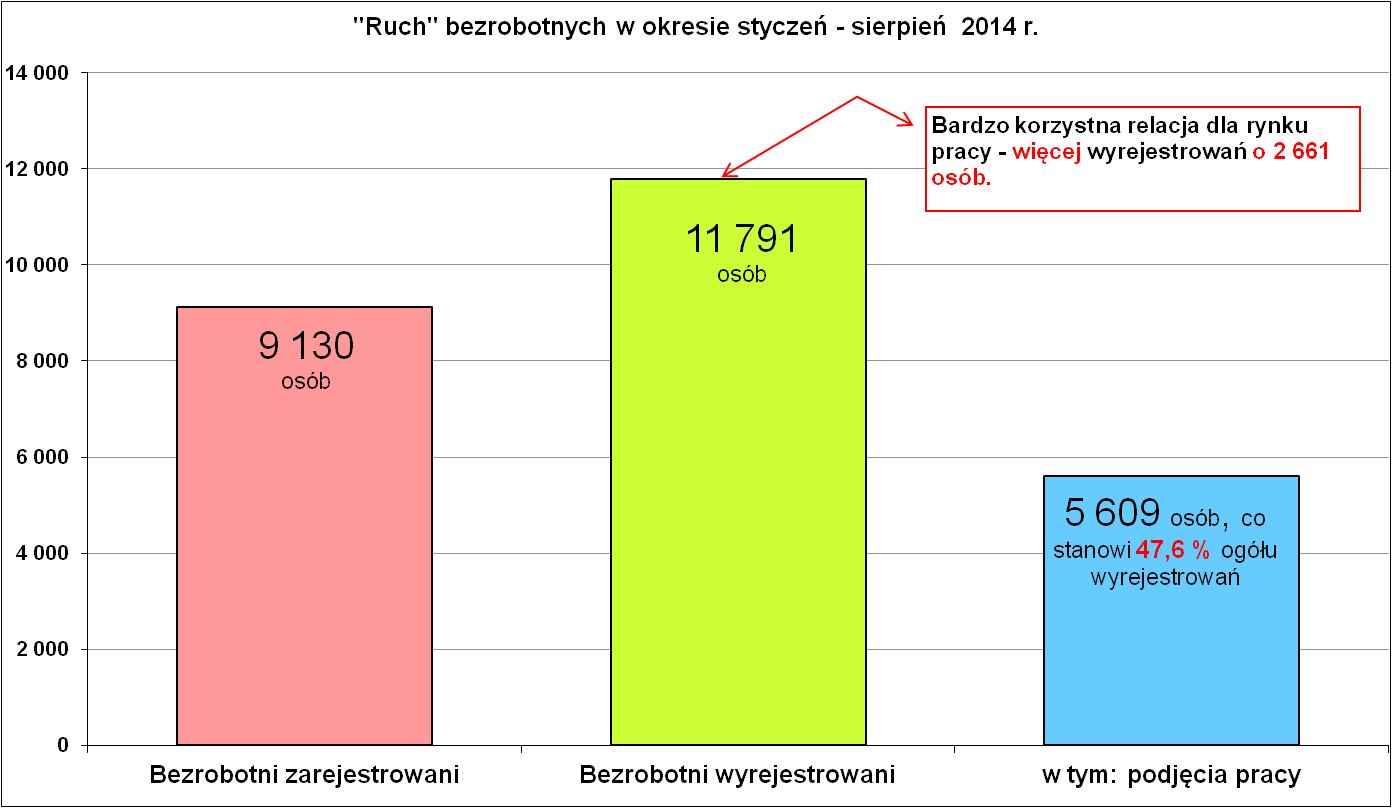 "Ruch" bezrobotnych w okresie styczeń - sierpień 2014 r.
14 000
12 000
10 000
8 000
6 000
4 000
2 000
0
Bardzo korzystna relacja dla rynku
pracy - więcej wyrejestrowań o 2 661
osób.
9 130
osób
11 791
osób
5 609 osób, co
stanowi 47,6 % ogółu
wyrejestrowań
Bezrobotni zarejestrowani
Bezrobotni wyrejestrowani
w tym: podjęcia pracy